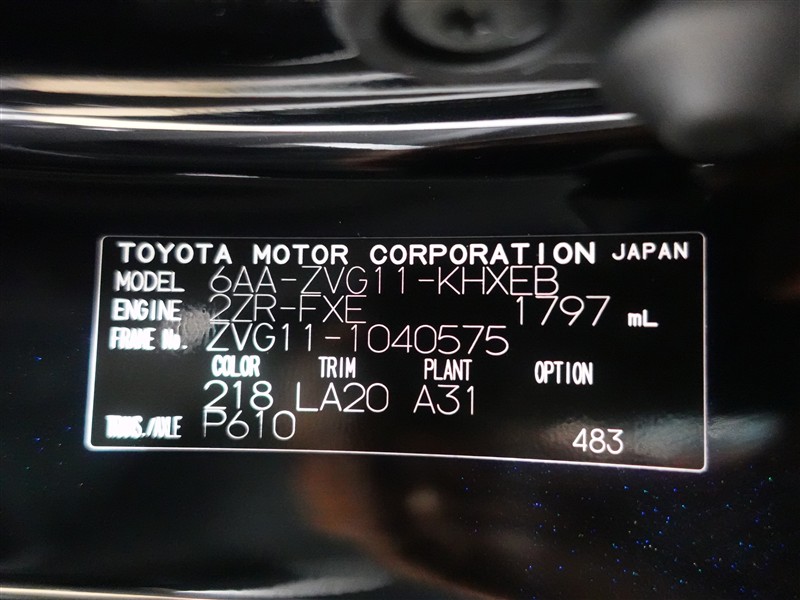 TOYOTA MOTOR CORPORATION JAPAN
MODEL 6AA-ZVG11-KHXEB
ENGINE 2ZR-FXE 1797 mL
FRAME No. ZVG11-1040575
COLOR TRIM PLANT OPTION
218 LA20 A31
TRANS./AXLE P610
483